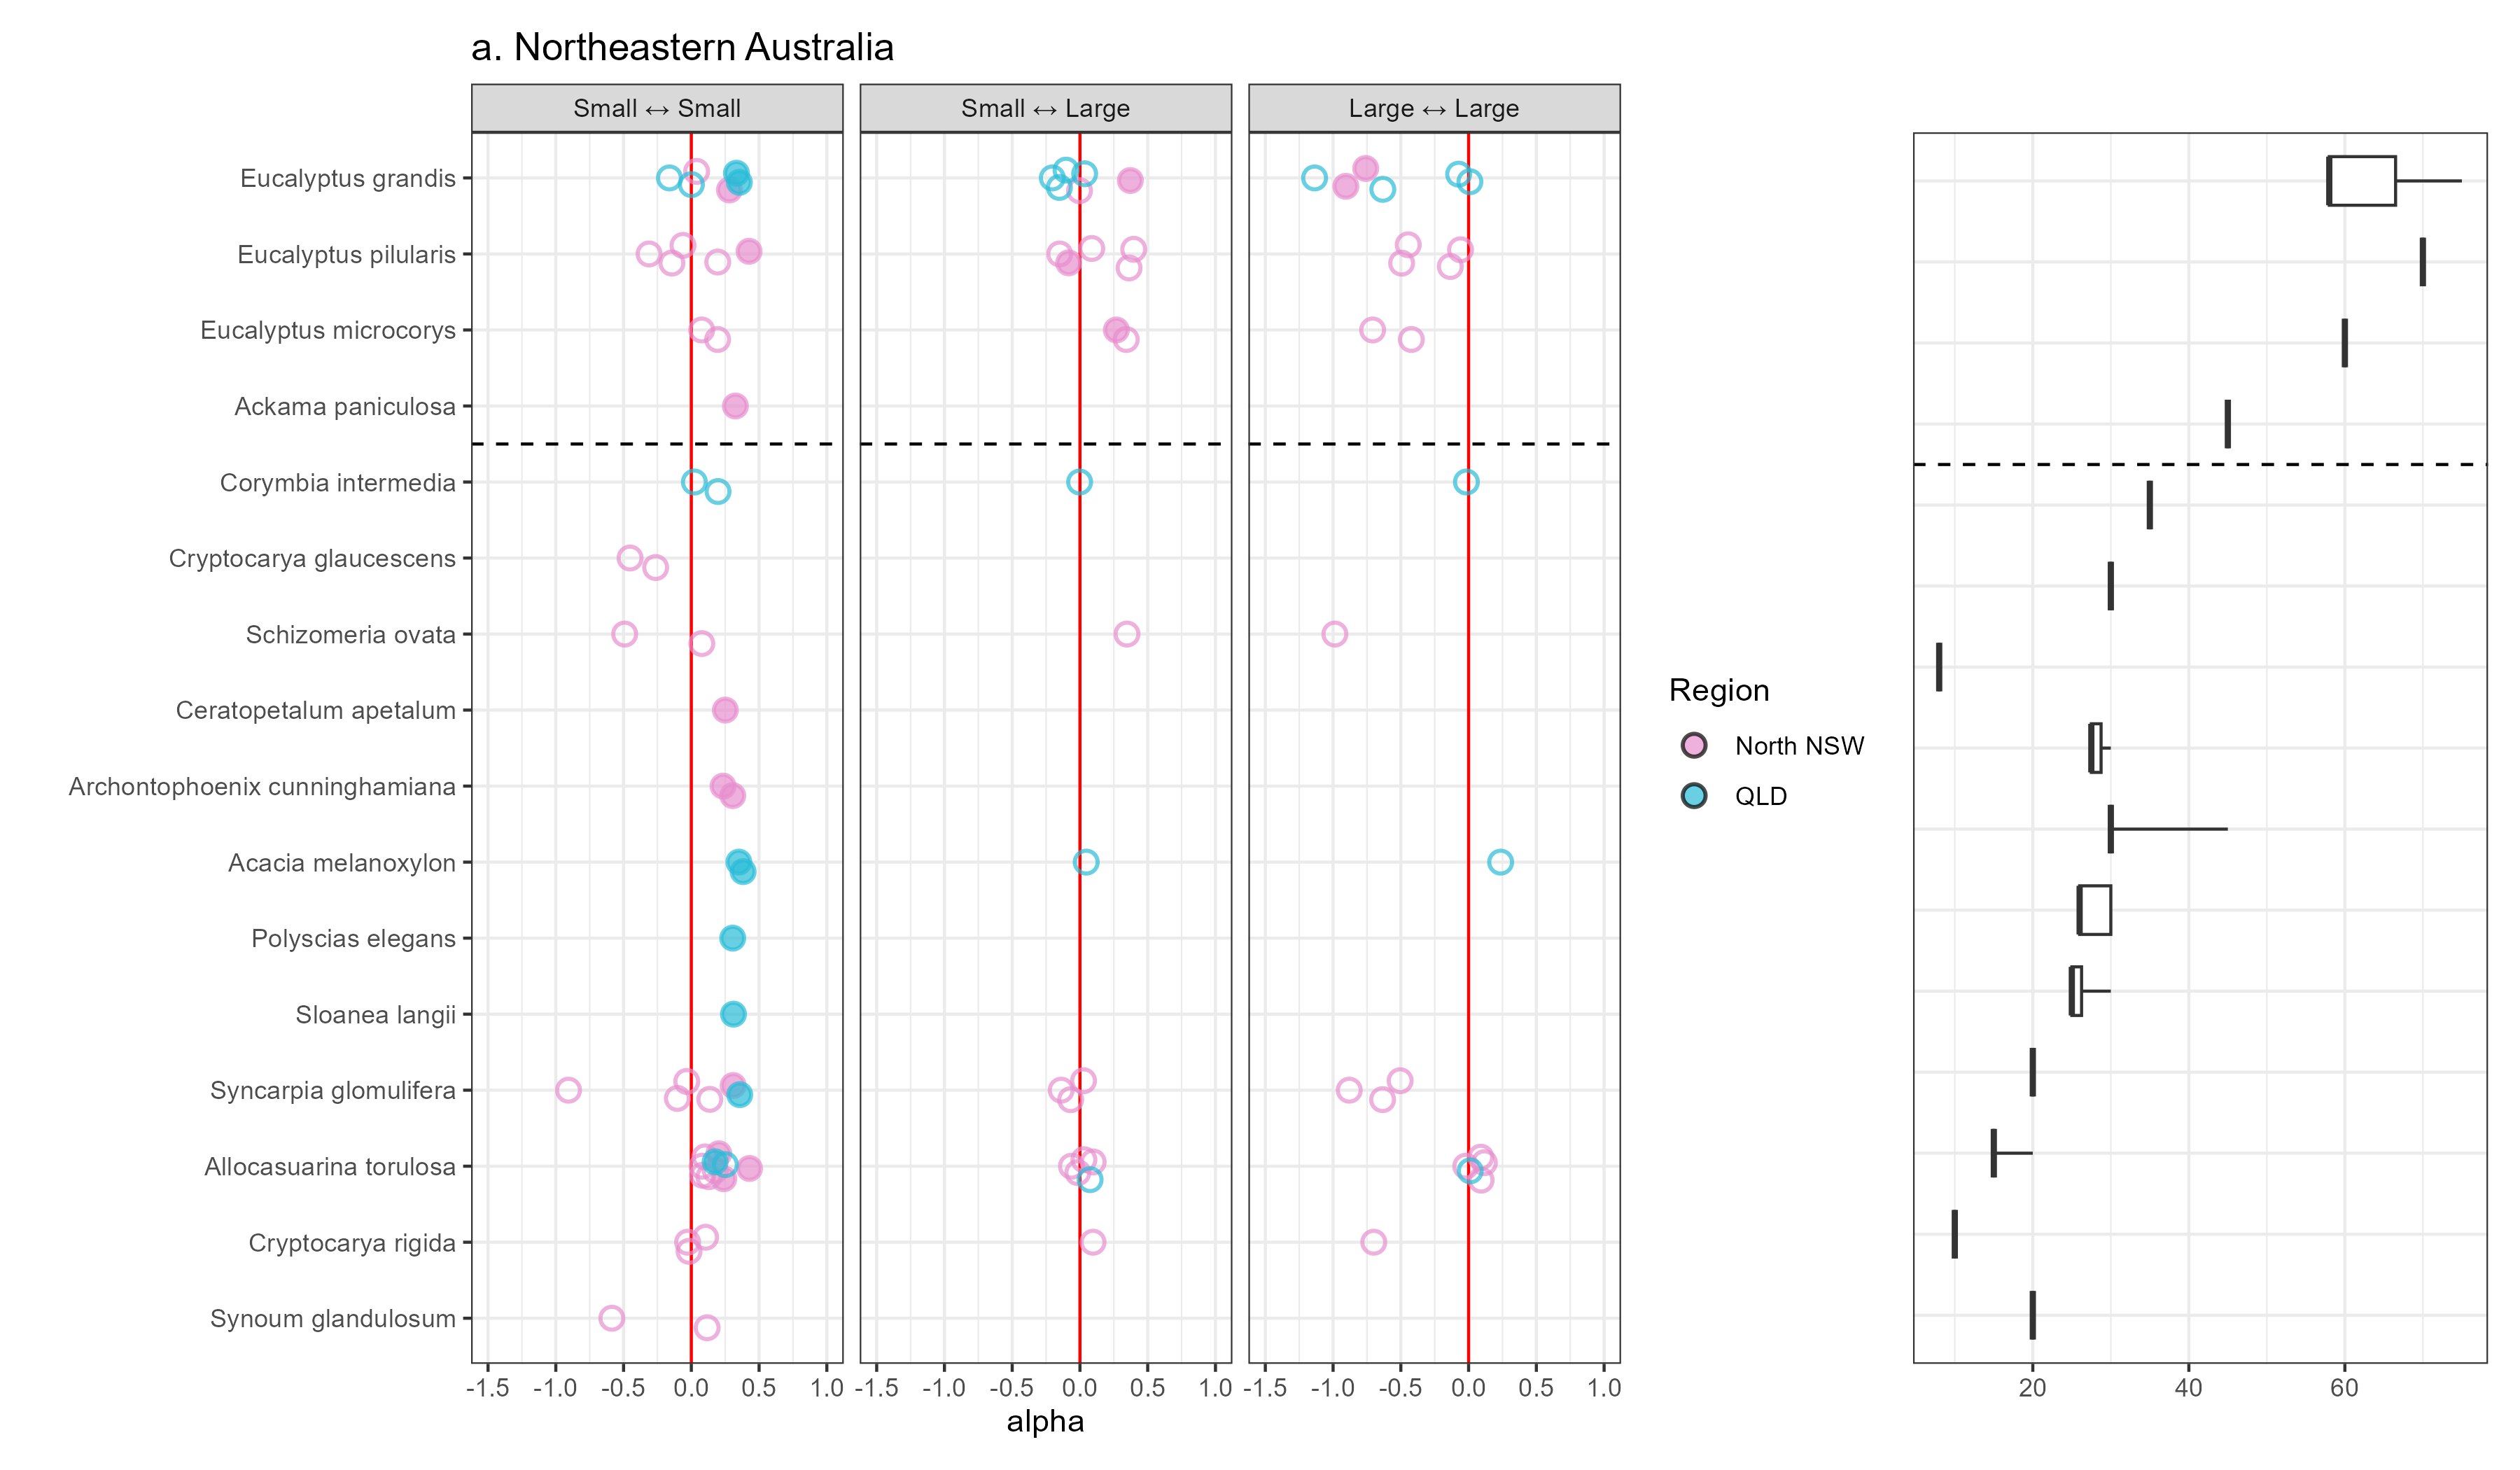 a. Northeastern Australia
Small ↔ Small
Small ↔ Large
Large ↔ Large
Eucalyptus grandis
Eucalyptus pilularis
Eucalyptus microcorys
Ackama paniculosa
Corymbia intermedia
Cryptocarya glaucescens
Schizomeria ovata
Ceratopetalum apetalum
Archontophoenix cunninghamiana
Acacia melanoxylon
Polyscias elegans
Sloanea langii
Syncarpia glomulifera
Allocasuarina torulosa
Cryptocarya rigida
Synoum glandulosum
-1.5 -1.0 -0.5 0.0 0.5 1.0
-1.5 -1.0 -0.5 0.0 0.5 1.0
-1.5 -1.0 -0.5 0.0 0.5 1.0
alpha
Region
North NSW
QLD
20 40 60